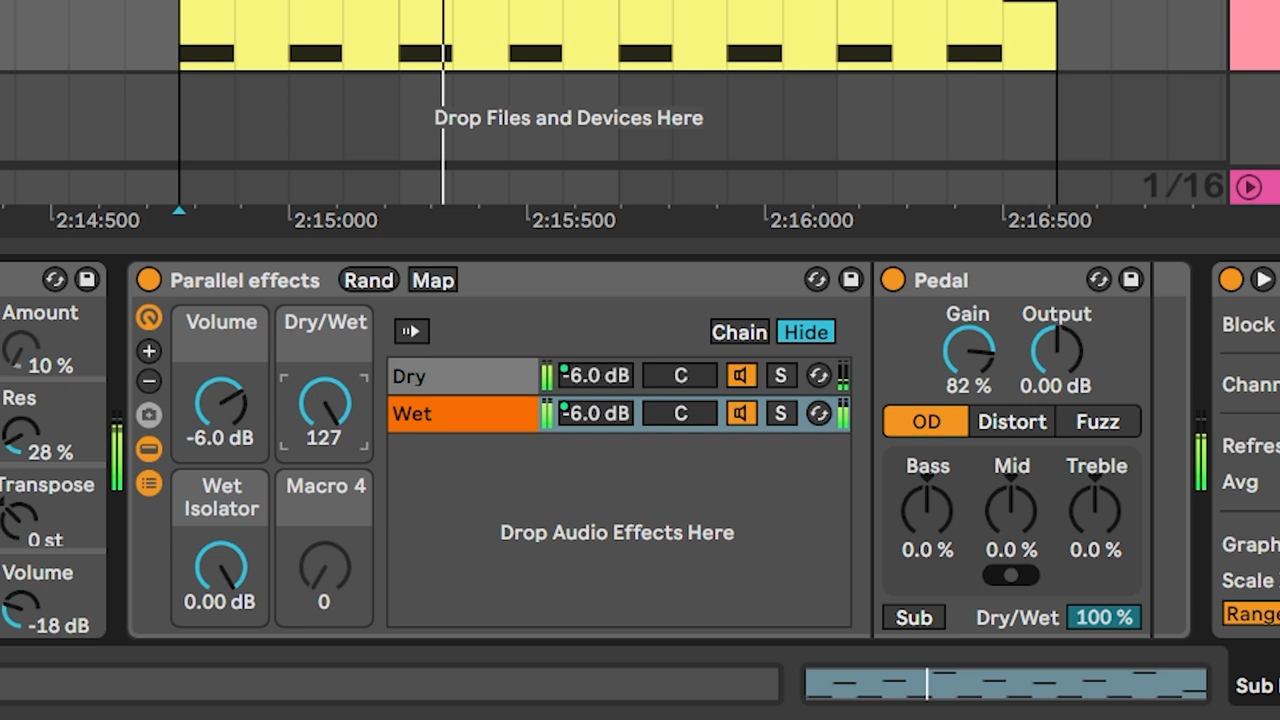 Drop Files and Devices Here
1/16
2:14:500
2:15:000
2:15:500
2:16:000
2:16:500
Amount
10 %
Res
28 %
Transpose
0 st
Volume
-18 dB
Parallel effects
Rand
Map
Volume
-6.0 dB
Dry/Wet
127
Wet
Isolator
0.00 dB
Macro 4
0
Chain
Hide
Dry
-6.0 dB
C
S
Wet
-6.0 dB
C
S
Drop Audio Effects Here
Pedal
Gain
82 %
Output
0.00 dB
OD
Distort
Fuzz
Bass
Mid
Treble
0.0 %
0.0 %
0.0 %
Sub
Dry/Wet
100 %
Block
Chann
Refres
Avg
Graph
Scale
Range
Sub